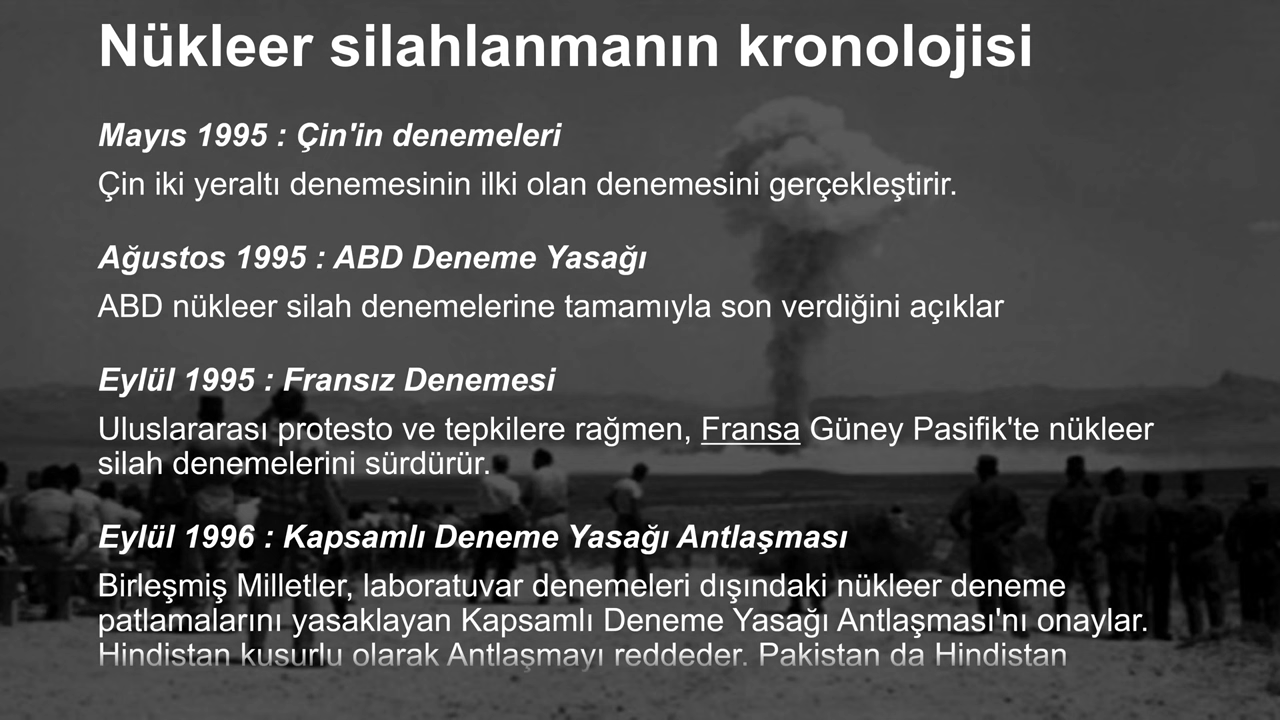 Nükleer silahlanmanın kronolojisi
Mayıs 1995 : Çin'in denemeleri
Çin iki yeraltı denemesinin ilki olan denemesini gerçekleştirir.
Ağustos 1995 : ABD Deneme Yasağı
ABD nükleer silah denemelerine tamamıyla son verdiğini açıklar
Eylül 1995 : Fransız Denemesi
Uluslararası protesto ve tepkilere rağmen, Fransa Güney Pasifik'te nükleer
silah denemelerini sürdürür.
Eylül 1996 : Kapsamlı Deneme Yasağı Antlaşması
Birleşmiş Milletler, laboratuvar denemeleri dışındaki nükleer deneme
patlamalarını yasaklayan Kapsamlı Deneme Yasağı Antlaşması'nı onaylar.
Hindistan kusurlu olarak Antlaşmayı reddeder. Pakistan da Hindistan